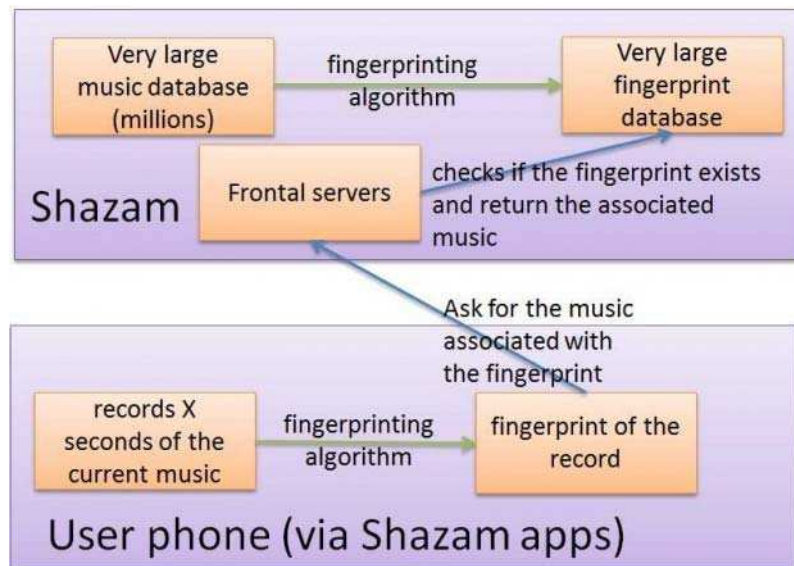 Very large
music database
(millions)
fingerprinting
algorithm
Very large
fingerprint
database
Frontal servers
checks if the fingerprint exists
and return the associated
music
Shazam
Ask for the music
associated with
the fingerprint
records X
seconds of the
current music
fingerprinting
algorithm
fingerprint of the
record
User phone (via Shazam apps)